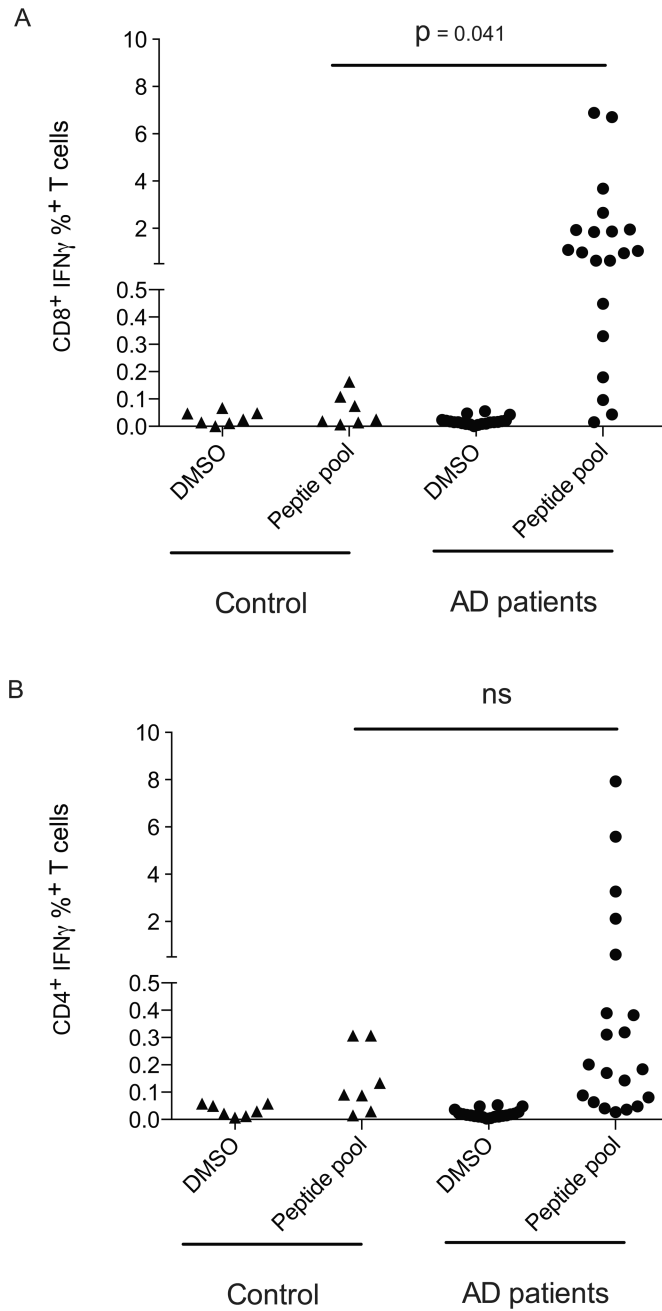 A
p = 0.041
CD8⁺ IFNγ %⁺ T cells
10
8
6
4
2
0.5
0.4
0.3
0.2
0.1
0.0
DMSO
Peptie pool
DMSO
Peptide pool
Control
AD patients
B
ns
CD4⁺ IFNγ %⁺ T cells
10
8
6
4
2
0.5
0.4
0.3
0.2
0.1
0.0
DMSO
Peptide pool
DMSO
Peptide pool
Control
AD patients